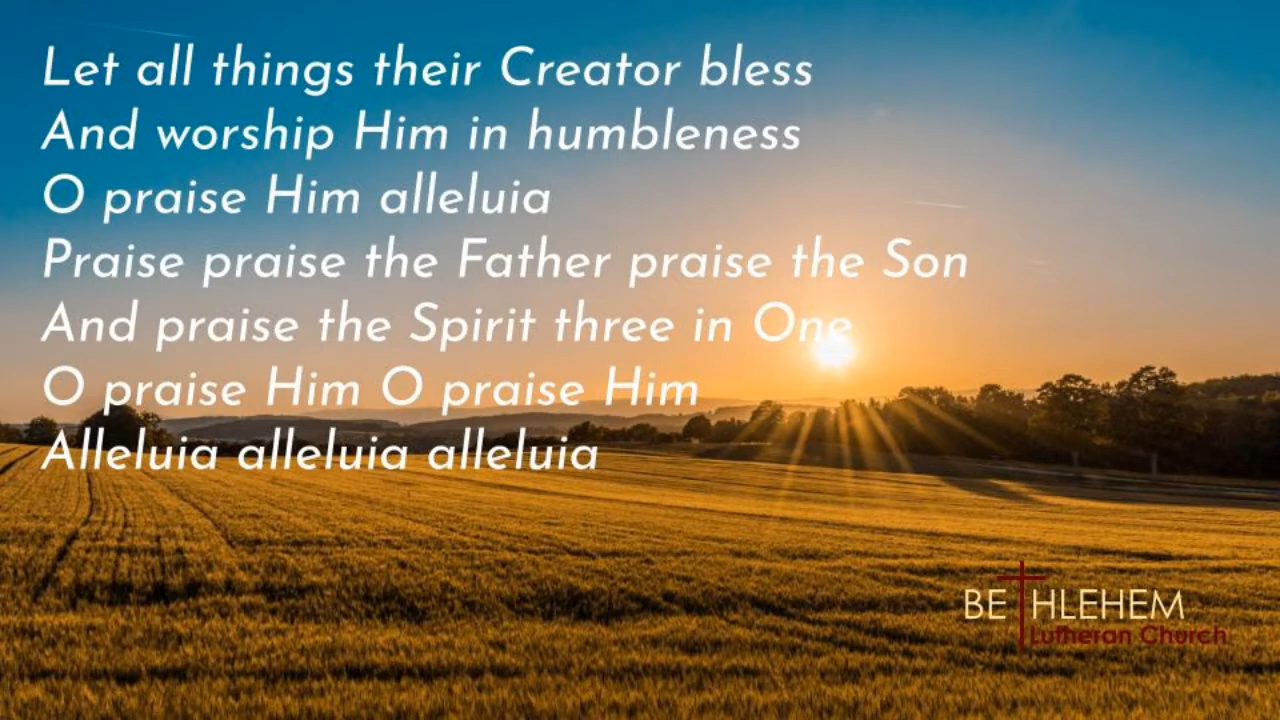 Let all things their Creator bless
And worship Him in humbleness
O praise Him alleluia
Praise praise the Father praise the Son
And praise the Spirit three in One
O praise Him O praise Him
Alleluia alleluia alleluia
BETHLEHEM
Lutheran Church